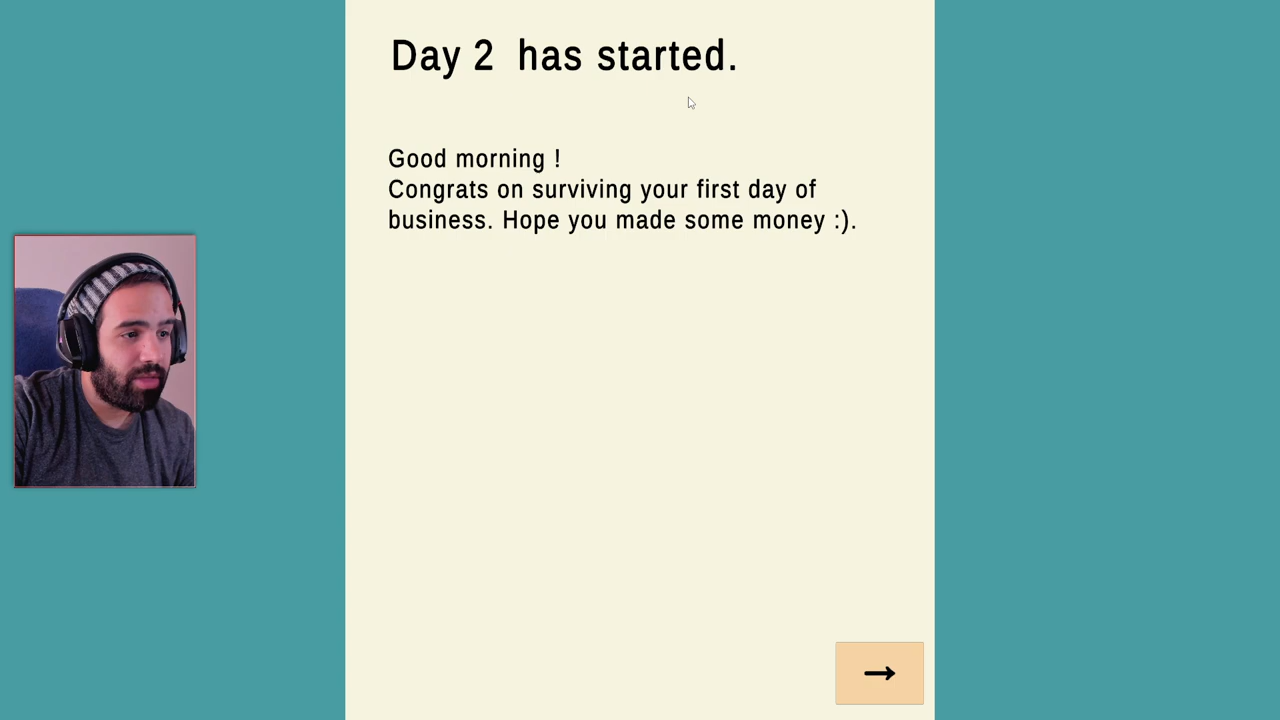 Day 2 has started.
Good morning !
Congrats on surviving your first day of
business. Hope you made some money :).